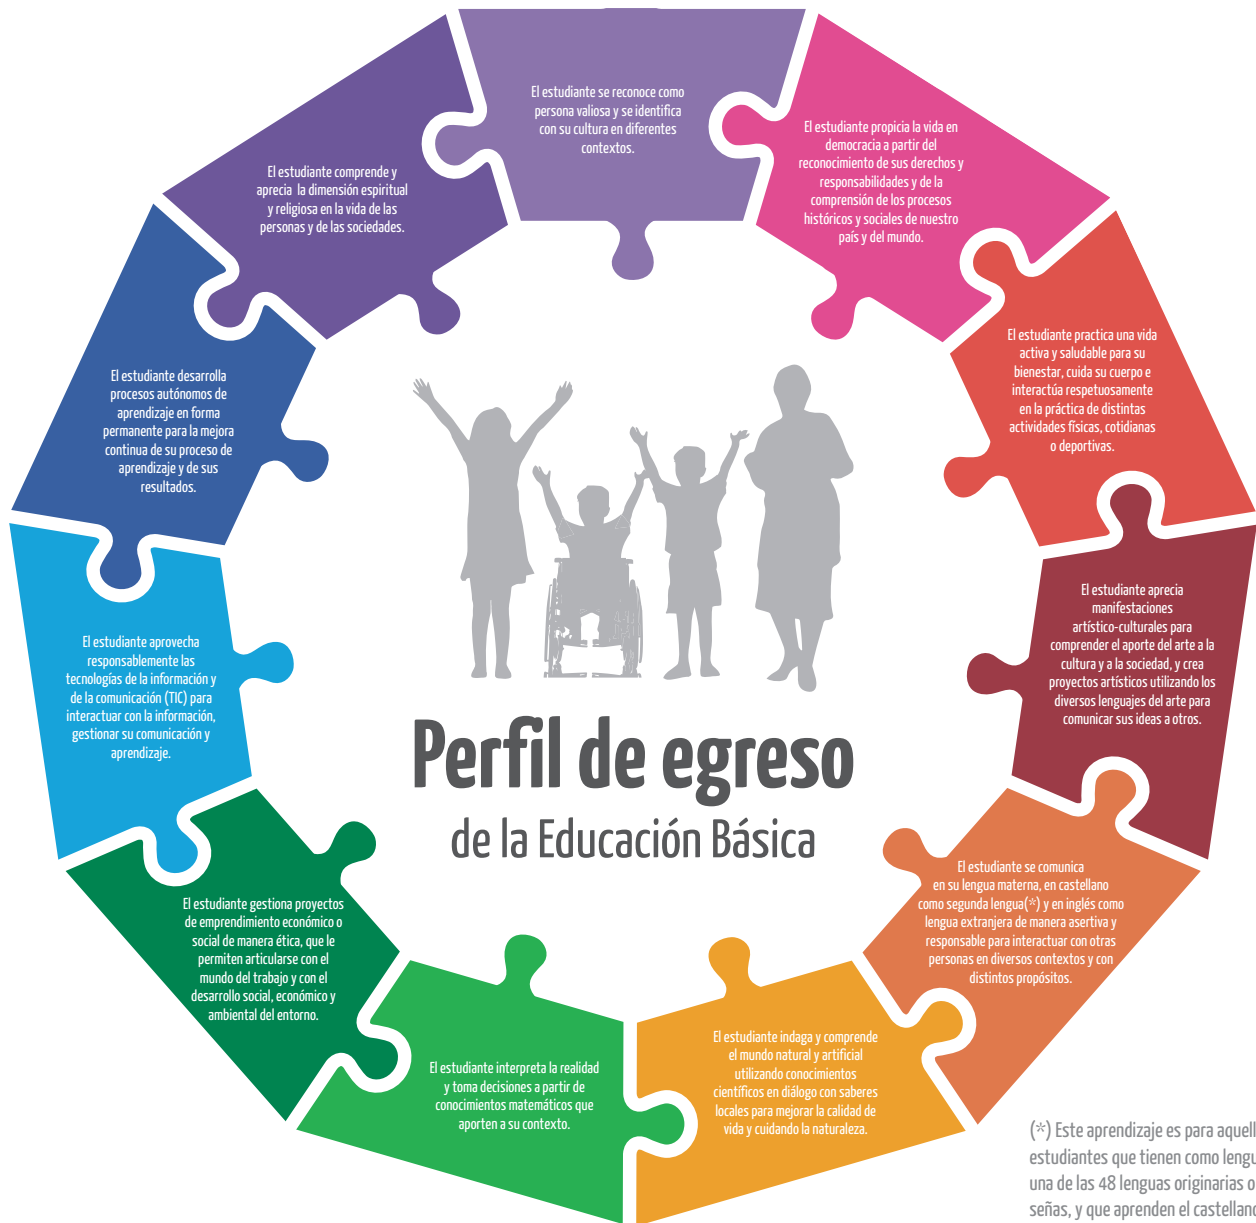 El estudiante se reconoce como
persona valiosa y se identifica
con su cultura en diferentes
contextos.
El estudiante propicia la vida en
democracia a partir del
reconocimiento de sus derechos y
responsabilidades y de la
comprensión de los procesos
históricos y sociales de nuestro
país y del mundo.
El estudiante practica una vida
activa y saludable para su
bienestar, cuida su cuerpo e
interactúa respetuosamente
en la práctica de distintas
actividades físicas, cotidianas
o deportivas.
El estudiante aprecia
manifestaciones
artístico-culturales para
comprender el aporte del arte a la
cultura y a la sociedad, y crea
proyectos artísticos utilizando los
diversos lenguajes del arte para
comunicar sus ideas a otros.
El estudiante se comunica
en su lengua materna, en castellano
como segunda lengua(*) y en inglés como
lengua extranjera de manera asertiva y
responsable para interactuar con otras
personas en diversos contextos y con
distintos propósitos.
El estudiante indaga y comprende
el mundo natural y artificial
utilizando conocimientos
científicos en diálogo con saberes
locales para mejorar la calidad de
vida y cuidando la naturaleza.
El estudiante interpreta la realidad
y toma decisiones a partir de
conocimientos matemáticos que
aporten a su contexto.
El estudiante gestiona proyectos
de emprendimiento económico o
social de manera ética, que le
permiten articularse con el
mundo del trabajo y con el
desarrollo social, económico y
ambiental del entorno.
El estudiante aprovecha
responsablemente las
tecnologías de la información y
de la comunicación (TIC) para
interactuar con la información,
gestionar su comunicación y
aprendizaje.
El estudiante desarrolla
procesos autónomos de
aprendizaje en forma
permanente para la mejora
continua de su proceso de
aprendizaje y de sus
resultados.
El estudiante comprende y
aprecia la dimensión espiritual
y religiosa en la vida de las
personas y de las sociedades.
Perfil de egreso
de la Educación Básica
(*) Este aprendizaje es para aquell
estudiantes que tienen como lengu
una de las 48 lenguas originarias o
señas, y que aprenden el castellano